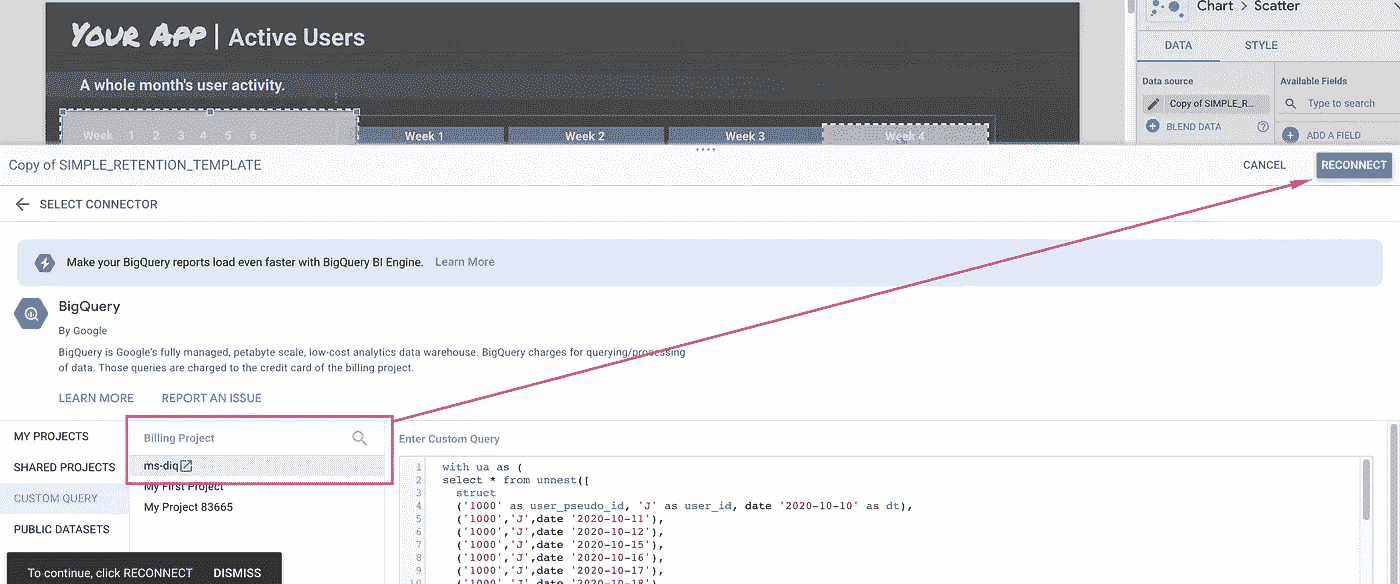 Your App | Active Users
A whole month's user activity.
Week 1 2 3 4 5 6
Week 1 Week 2 Week 3 Week 4
Chart > Scatter
DATA STYLE
Data source Available Fields
Copy of SIMPLE_R... Type to search
BLEND DATA ADD A FIELD
Copy of SIMPLE_RETENTION_TEMPLATE
CANCEL RECONNECT
SELECT CONNECTOR
Make your BigQuery reports load even faster with BigQuery BI Engine. Learn More
BigQuery
By Google
BigQuery is Google's fully managed, petabyte scale, low-cost analytics data warehouse. BigQuery charges for querying/processing
of data. Those queries are charged to the credit card of the billing project.
LEARN MORE REPORT AN ISSUE
MY PROJECTS
SHARED PROJECTS
CUSTOM QUERY
PUBLIC DATASETS
Billing Project
ms-diq
My First Project
My Project 83665
Enter Custom Query
1 with ua as (
2 select * from unnest([
3 struct
4 ('1000' as user_pseudo_id, 'J' as user_id, date '2020-10-10' as dt),
5 ('1000','J',date '2020-10-11'),
6 ('1000','J',date '2020-10-12'),
7 ('1000','J',date '2020-10-15'),
8 ('1000','J',date '2020-10-16'),
9 ('1000','J',date '2020-10-17'),
10 ('1000','J',date '2020-10-18'),
To continue, click RECONNECT DISMISS